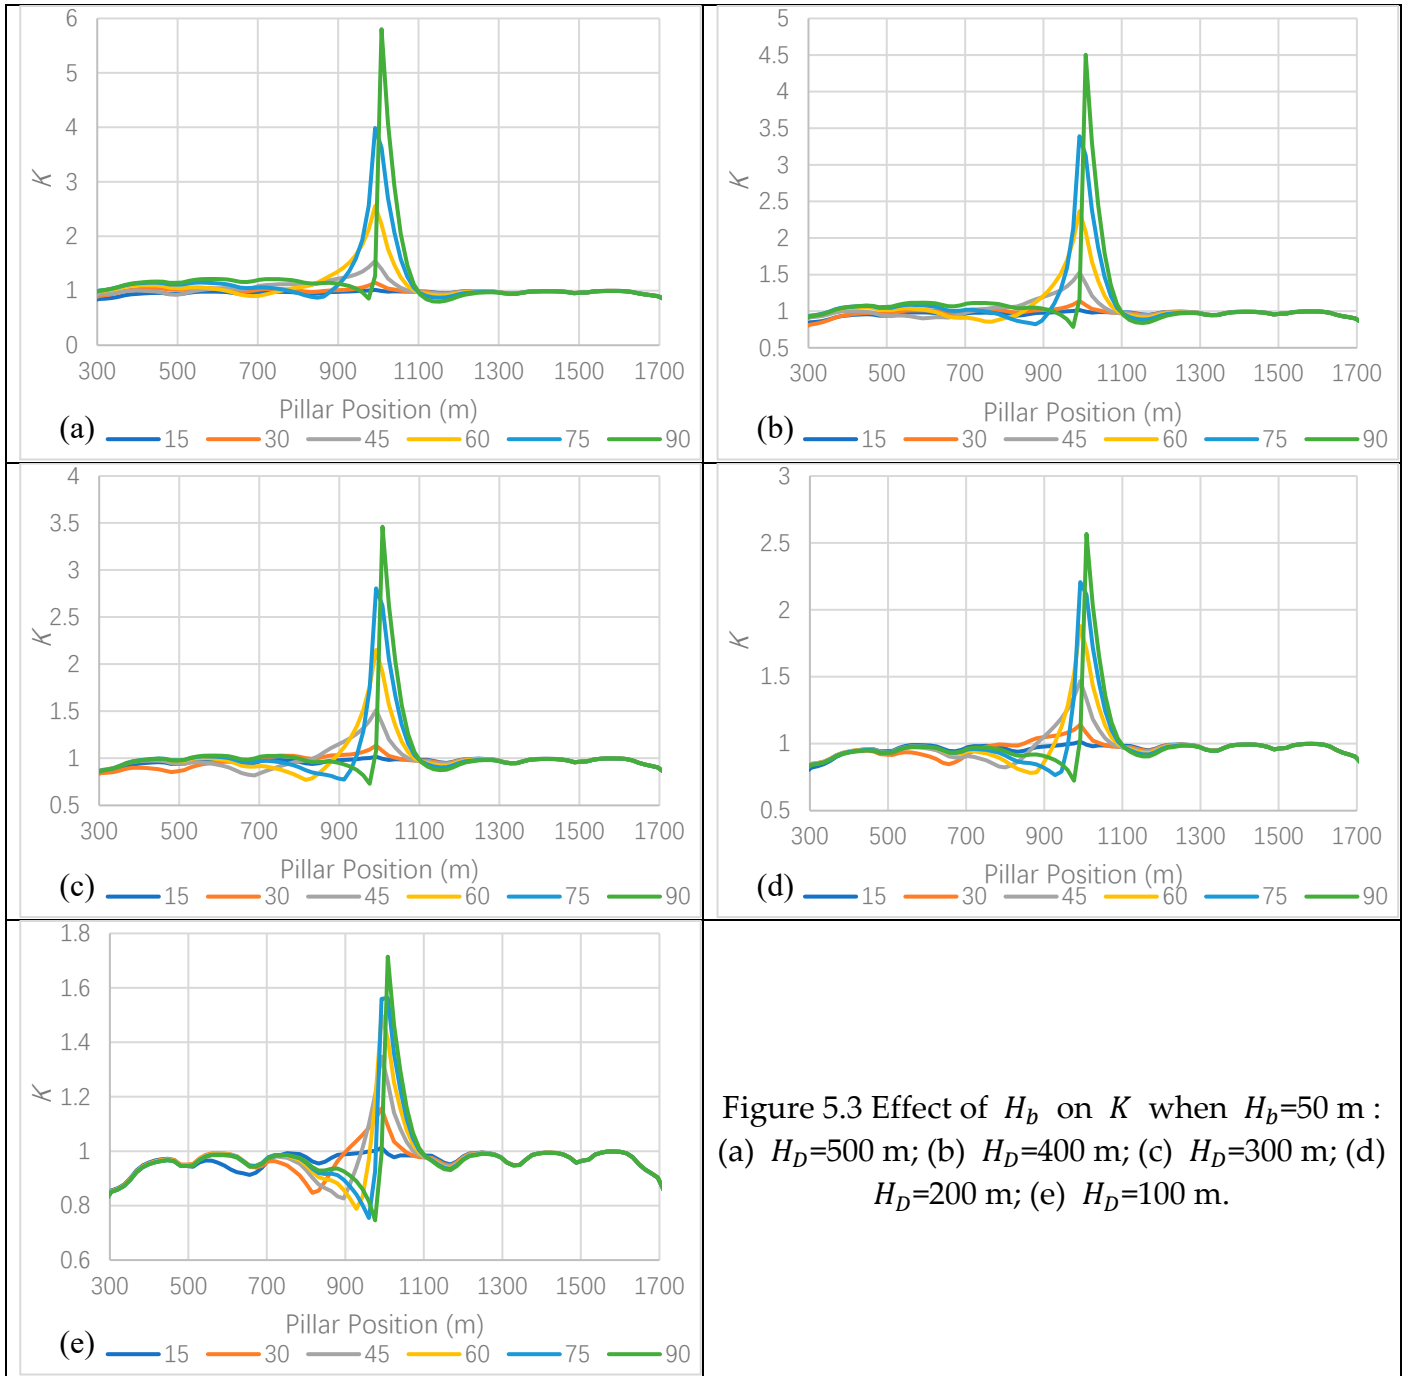 6
5
4
3
2
1
0
K
300 500 700 900 1100 1300 1500 1700
Pillar Position (m)
(a) 15 30 45 60 75 90
5
4.5
4
3.5
3
2.5
2
1.5
1
0.5
K
300 500 700 900 1100 1300 1500 1700
Pillar Position (m)
(b) 15 30 45 60 75 90
4
3.5
3
2.5
2
1.5
1
0.5
K
300 500 700 900 1100 1300 1500 1700
Pillar Position (m)
(c) 15 30 45 60 75 90
3
2.5
2
1.5
1
0.5
K
300 500 700 900 1100 1300 1500 1700
Pillar Position (m)
(d) 15 30 45 60 75 90
1.8
1.6
1.4
1.2
1
0.8
0.6
K
300 500 700 900 1100 1300 1500 1700
Pillar Position (m)
(e) 15 30 45 60 75 90
Figure 5.3 Effect of H_b on K when H_b=50 m :
(a) H_D=500 m; (b) H_D=400 m; (c) H_D=300 m; (d)
H_D=200 m; (e) H_D=100 m.